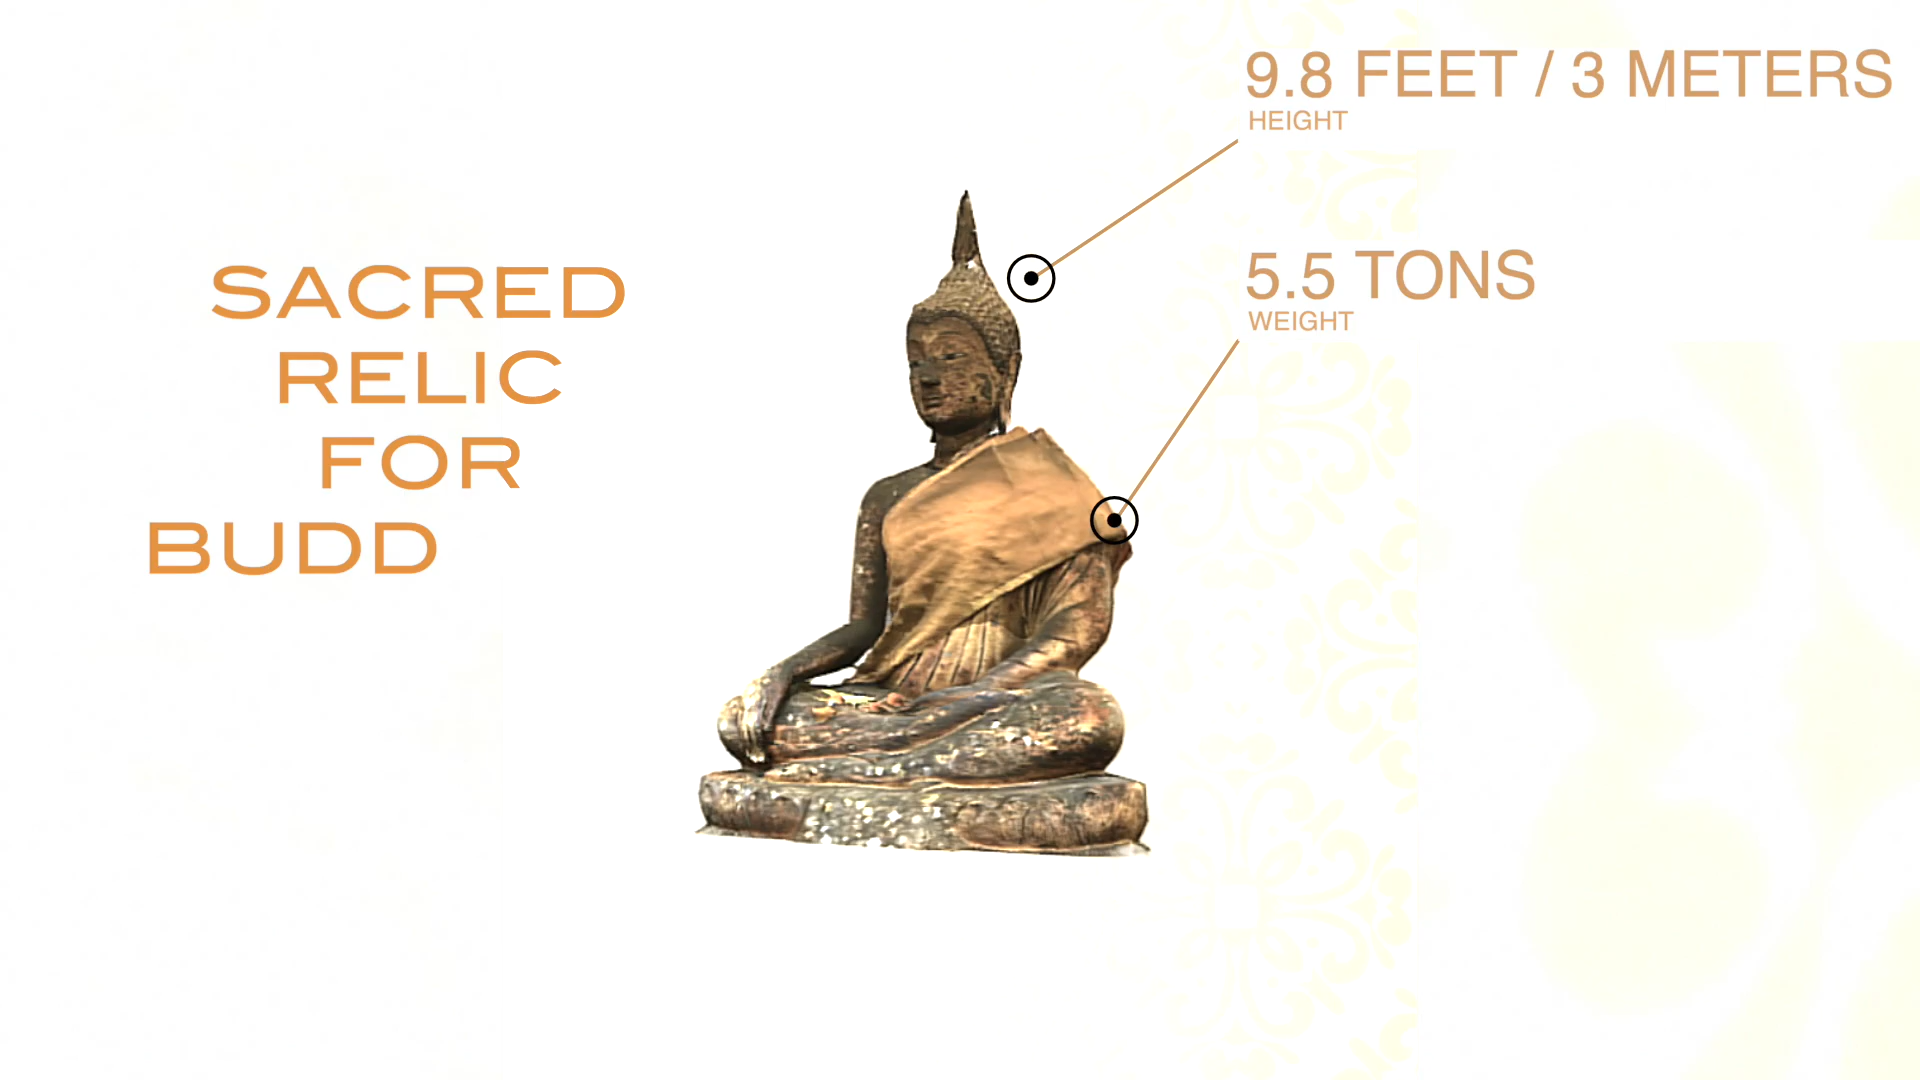 SACRED
RELIC
FOR
BUDD
9.8 FEET / 3 METERS
HEIGHT
5.5 TONS
WEIGHT